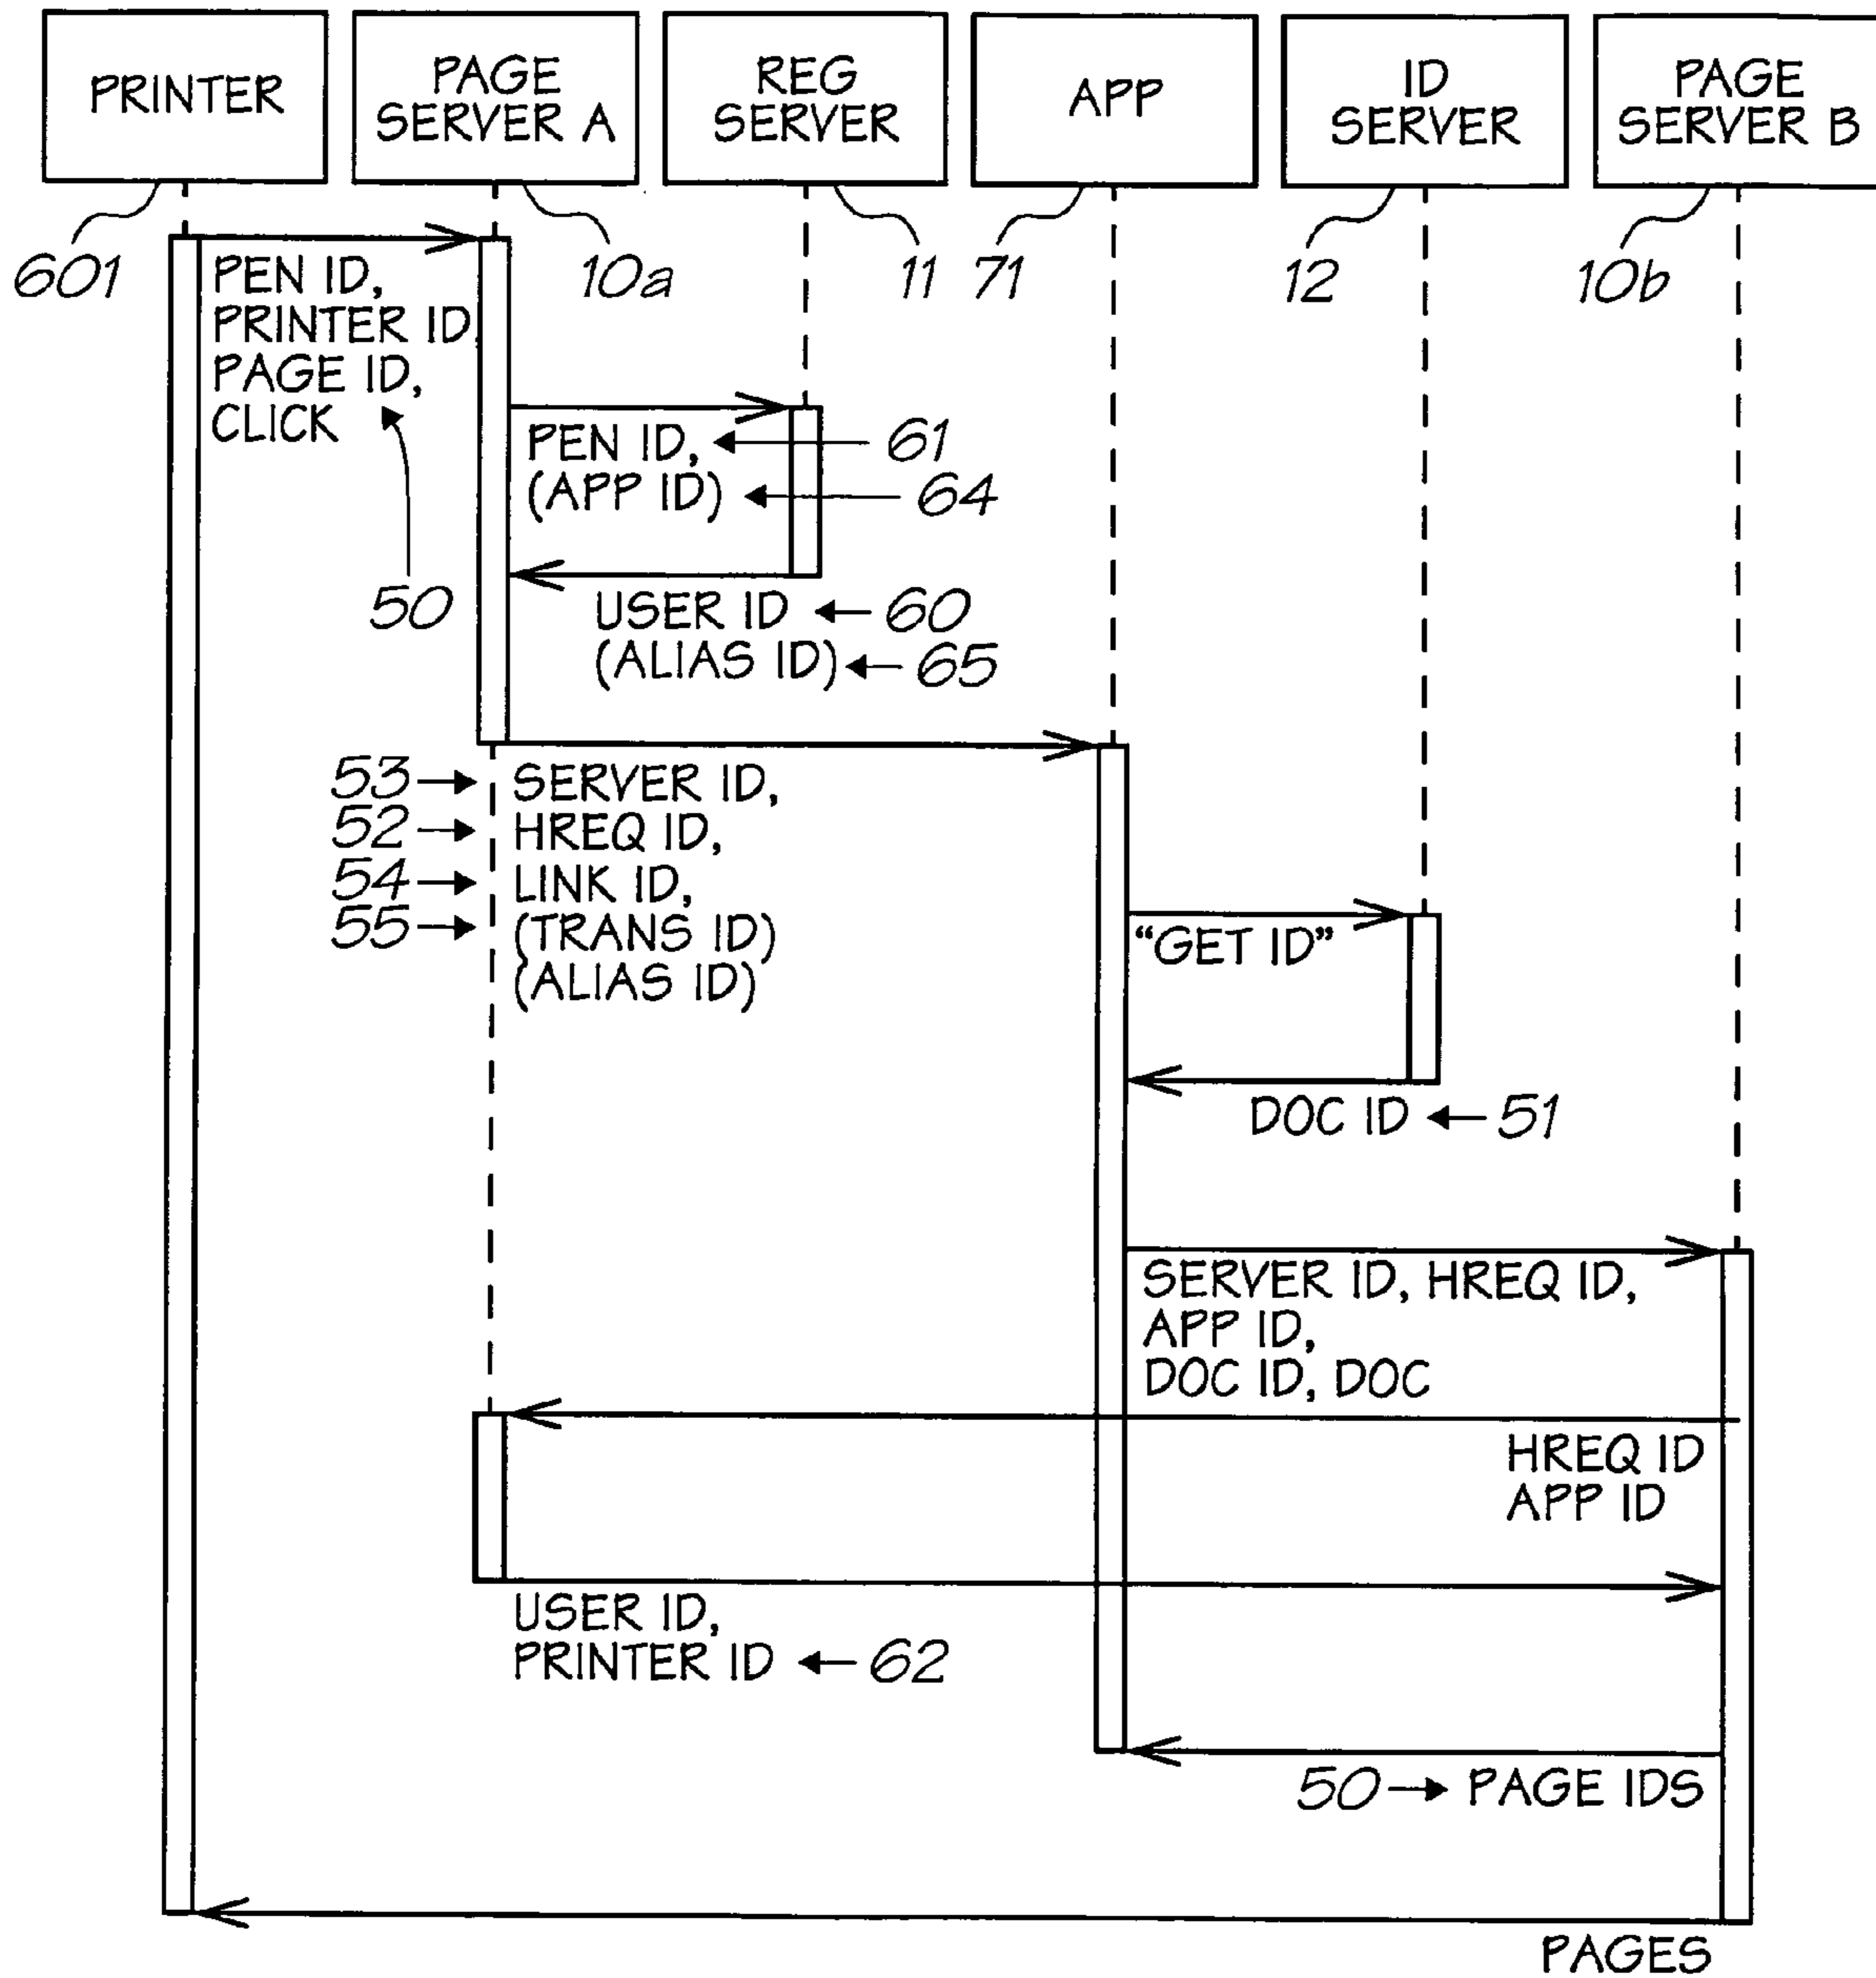 PRINTER
PAGE
SERVER A
REG
SERVER
APP
ID
SERVER
PAGE
SERVER B
601
10a
11
71
12
10b
PEN ID,
PRINTER ID
PAGE ID,
CLICK
50
PEN ID,
(APP ID)
61
64
USER ID
(ALIAS ID)
60
65
53
52
54
55
SERVER ID,
HREQ ID,
LINK ID,
(TRANS ID)
(ALIAS ID)
“GET ID”
DOC ID
51
SERVER ID, HREQ ID,
APP ID,
DOC ID, DOC
HREQ ID
APP ID
USER ID,
PRINTER ID
62
50
PAGE IDS
PAGES